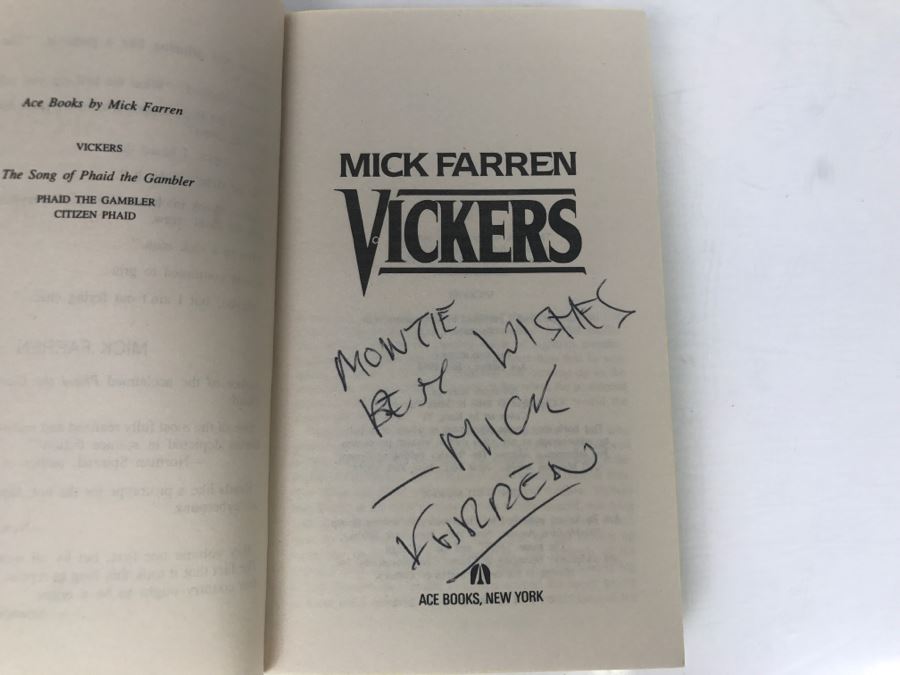 Ace Books by Mick Farren
VICKERS
The Song of Phaid the Gambler
PHAID THE GAMBLER
CITIZEN PHAID
MICK FARREN
VICKERS
MONTIE
BEST WISHES
— MICK
FARREN
ACE BOOKS, NEW YORK